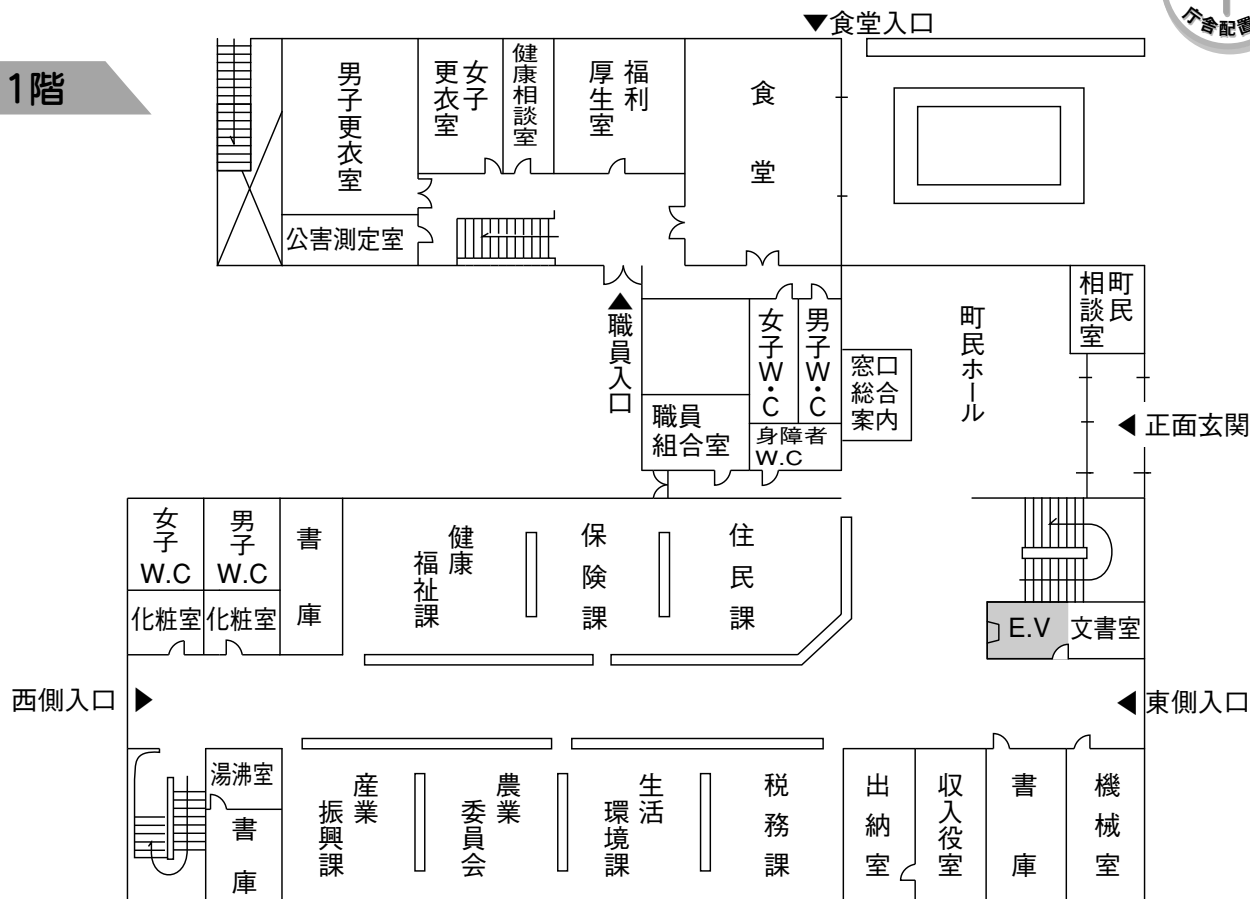 ▼食堂入口
庁舎配置
1階
男子更衣室
女子
更衣室
健康相談室
福利
厚生室
食堂
公害測定室
▲職員入口
女子W・C
男子W・C
窓口
総合
案内
町民ホール
町民
相談室
◀正面玄関
職員
組合室
身障者
W.C
女子
W.C
男子
W.C
書庫
健康
福祉課
保険課
住民課
化粧室
化粧室
E.V
文書室
西側入口▶
◀東側入口
湯沸室
書庫
産業
振興課
農業
委員会
生活
環境課
税務課
出納室
収入役室
書庫
機械室